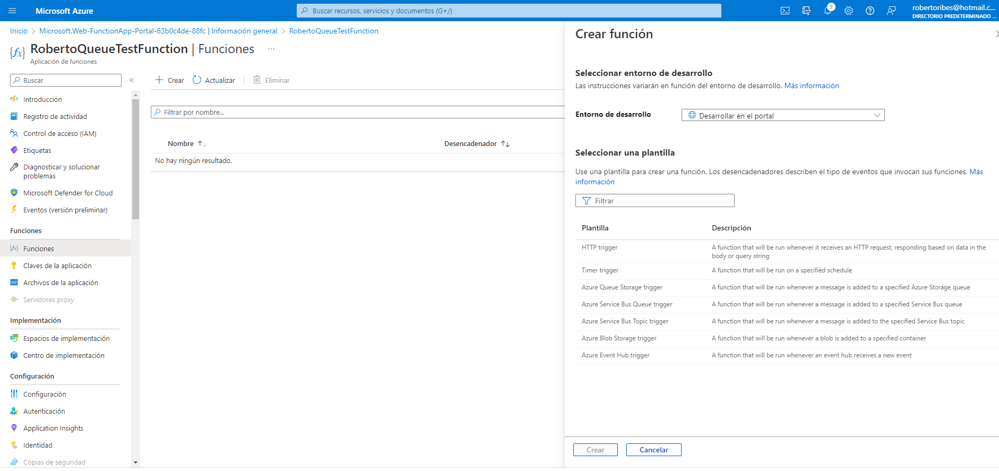 Microsoft Azure
Buscar recursos, servicios y documentos (G+/)
3
robertoribes@hotmail.c...
DIRECTORIO PREDETERMINADO ...
Inicio > Microsoft.Web-FunctionApp-Portal-63b0c4de-88fc | Información general > RobertoQueueTestFunction
{fx} RobertoQueueTestFunction | Funciones ...
Aplicación de funciones
Buscar «
Introducción
Registro de actividad
Control de acceso (IAM)
Etiquetas
Diagnosticar y solucionar
problemas
Microsoft Defender for Cloud
Eventos (versión preliminar)
Funciones
Funciones
Claves de la aplicación
Archivos de la aplicación
Servidores proxy
Implementación
Espacios de implementación
Centro de implementación
Configuración
Configuración
Autenticación
Application Insights
Identidad
Copias de seguridad
Crear Actualizar Eliminar
Filtrar por nombre...
Nombre ↑↓ Desencadenador ↑↓
No hay ningún resultado.
Crear función
Seleccionar entorno de desarrollo
Las instrucciones variarán en función del entorno de desarrollo. Más información
Entorno de desarrollo Desarrollar en el portal
Seleccionar una plantilla
Use una plantilla para crear una función. Los desencadenadores describen el tipo de eventos que invocan sus funciones. Más
información
Filtrar
Plantilla Descripción
HTTP trigger A function that will be run whenever it receives an HTTP request, responding based on data in the
body or query string
Timer trigger A function that will be run on a specified schedule
Azure Queue Storage trigger A function that will be run whenever a message is added to a specified Azure Storage queue
Azure Service Bus Queue trigger A function that will be run whenever a message is added to a specified Service Bus queue
Azure Service Bus Topic trigger A function that will be run whenever a message is added to the specified Service Bus topic
Azure Blob Storage trigger A function that will be run whenever a blob is added to a specified container
Azure Event Hub trigger A function that will be run whenever an event hub receives a new event
Crear Cancelar